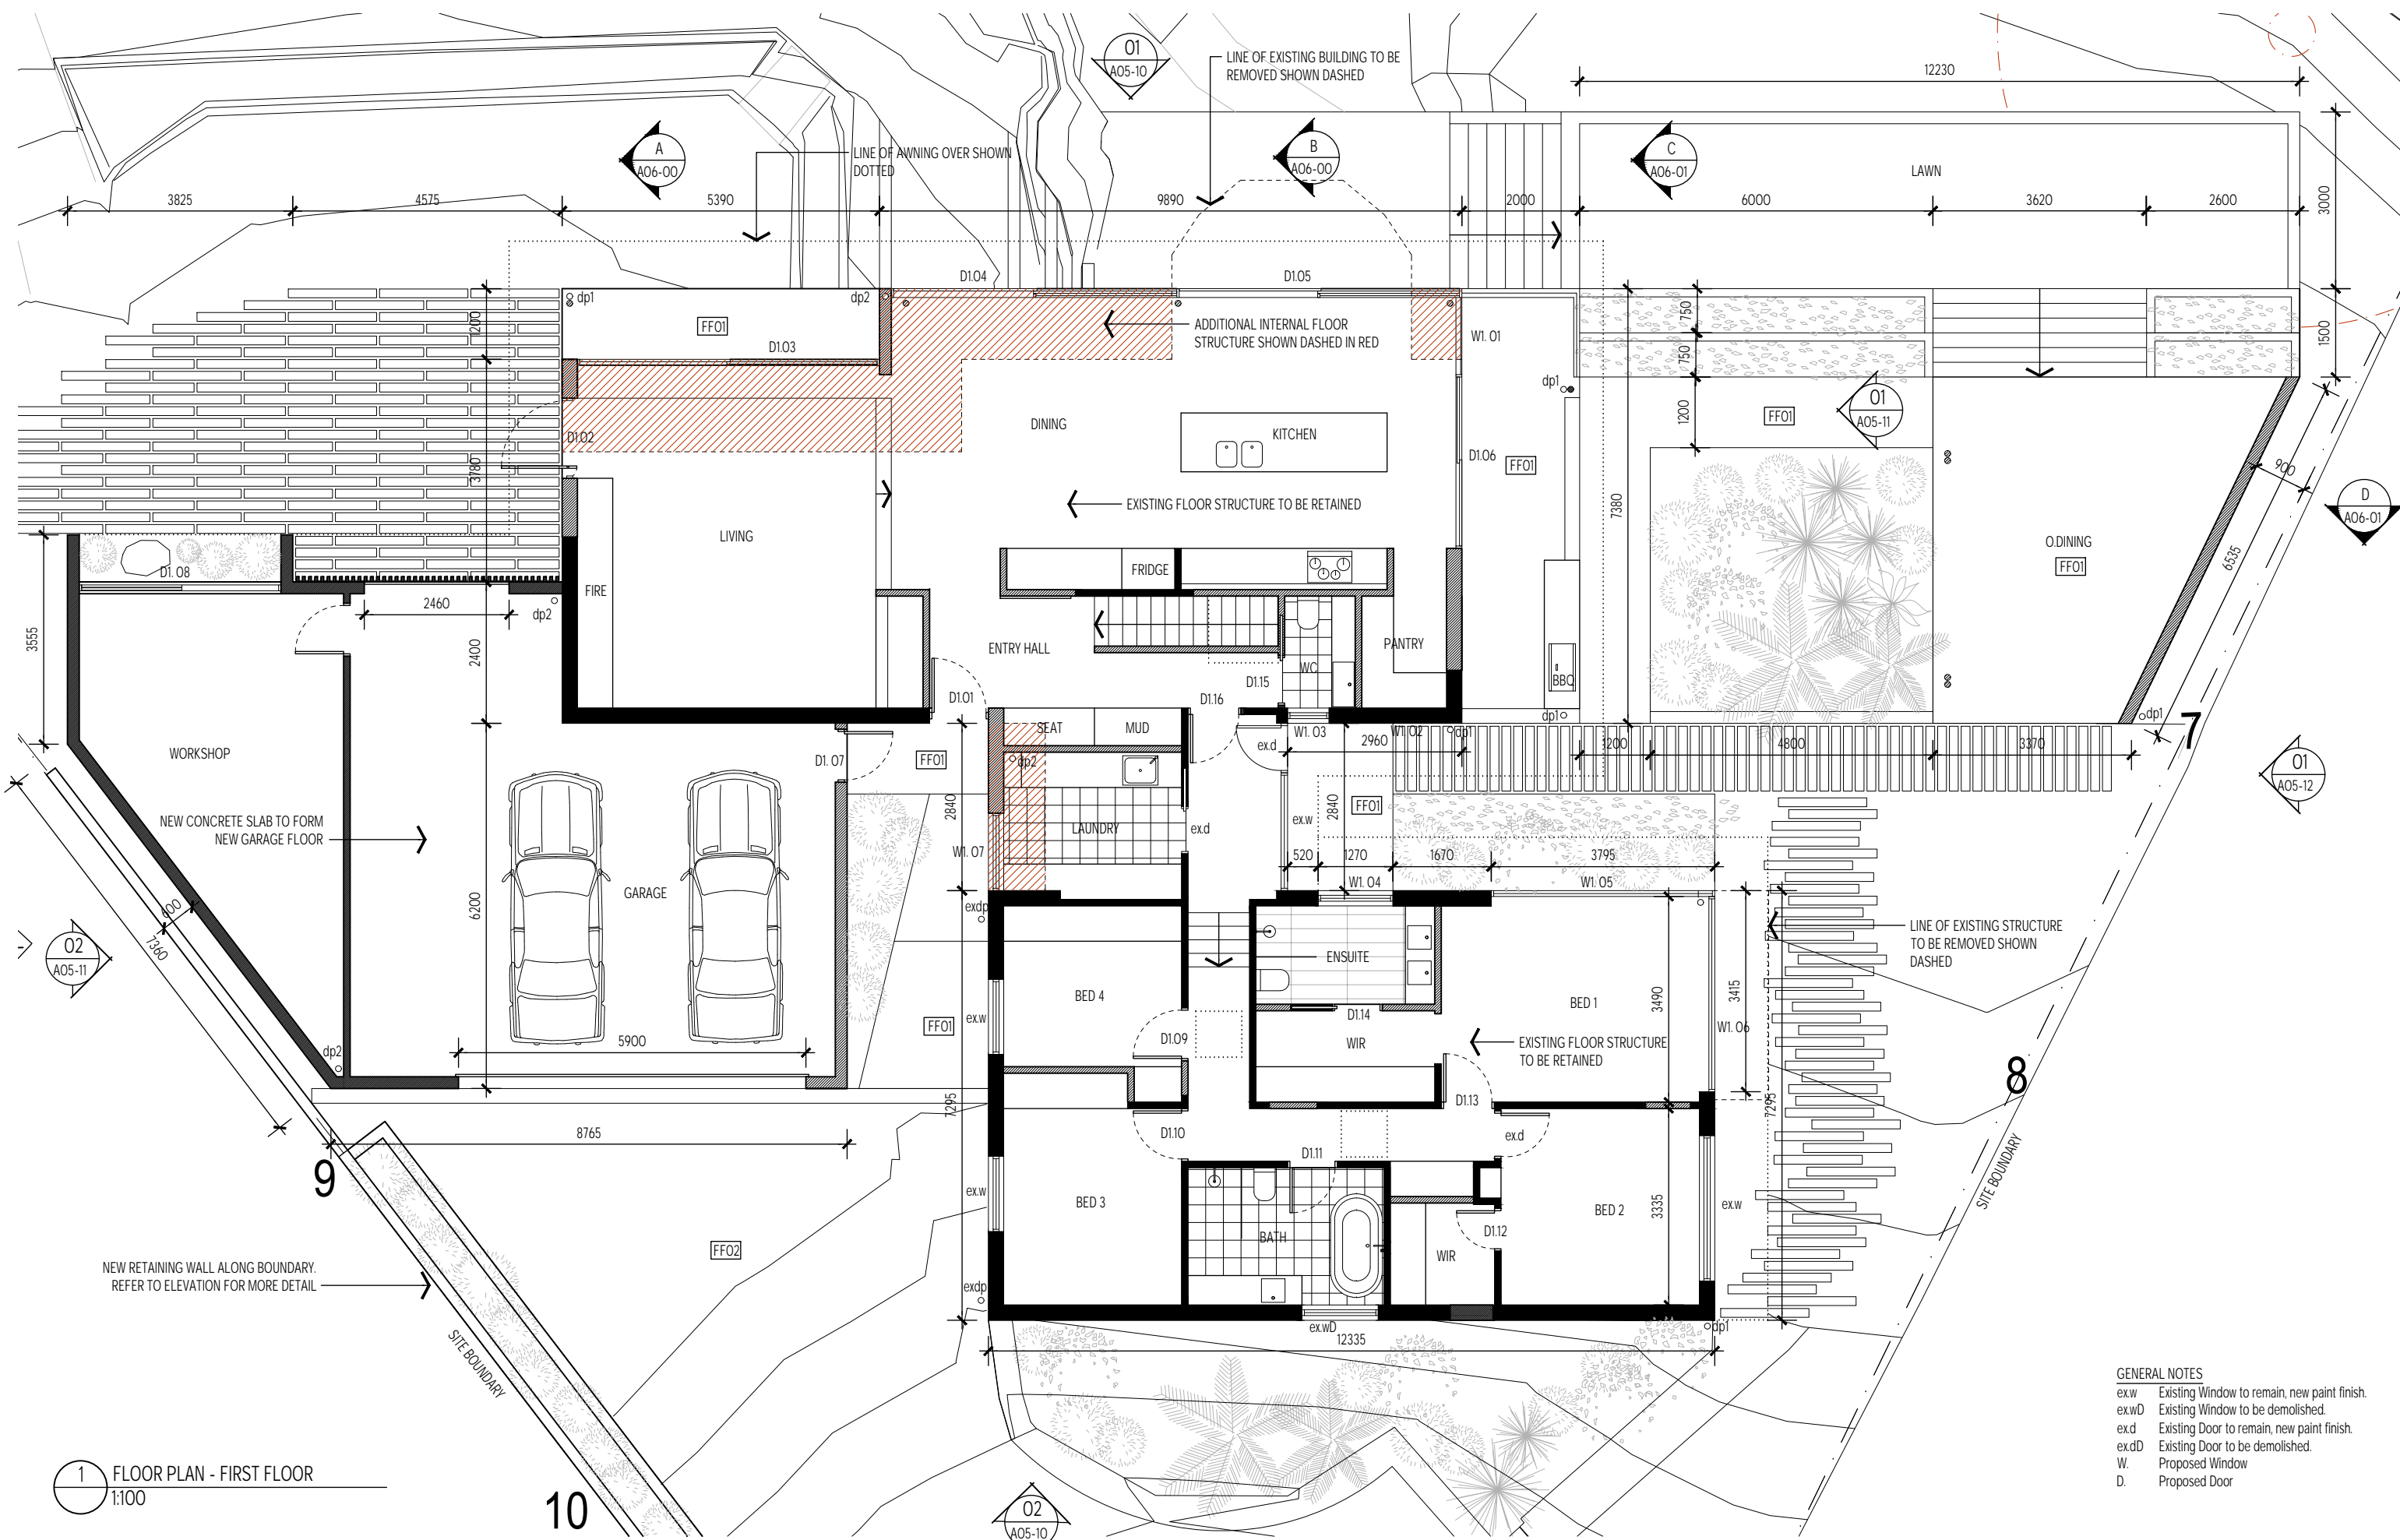 01
A05-10
LINE OF EXISTING BUILDING TO BE
REMOVED SHOWN DASHED
12230
A
A06-00
LINE OF AWNING OVER SHOWN
DOTTED
B
A06-00
C
A06-01
LAWN
3825
4575
5390
9890
2000
6000
3620
2600
3000
D1.04
D1.05
dp1
dp2
1200
FF01
ADDITIONAL INTERNAL FLOOR
STRUCTURE SHOWN DASHED IN RED
750
1500
D1.03
W1. 01
750
dp1
1200
FF01
01
A05-11
D1.02
DINING
KITCHEN
D1.06
FF01
3780
900
EXISTING FLOOR STRUCTURE TO BE RETAINED
7380
D
A06-01
LIVING
O.DINING
FF01
6535
D1. 08
FIRE
FRIDGE
2460
dp2
3555
2400
ENTRY HALL
WC
PANTRY
BBQ
D1.15
D1.01
D1.16
dp1
dp1
7
SEAT
MUD
W1. 03
W1. 02
dp1
WORKSHOP
D1. 07
FF01
dp2
ex.d
2960
1200
4800
3370
01
A05-12
2840
2840
FF01
NEW CONCRETE SLAB TO FORM
NEW GARAGE FLOOR
LAUNDRY
ex.d
ex.w
W1. 07
520
1270
1670
3795
GARAGE
W1. 04
W1. 05
600
6200
exdp
LINE OF EXISTING STRUCTURE
TO BE REMOVED SHOWN
DASHED
02
A05-11
7360
ENSUITE
BED 4
BED 1
3490
3415
ex.w
FF01
D1.14
W1. 06
5900
D1.09
WIR
EXISTING FLOOR STRUCTURE
TO BE RETAINED
dp2
8
7295
D1.13
7295
8765
D1.10
ex.d
D1.11
9
SITE BOUNDARY
ex.w
BED 3
BED 2
3335
ex.w
BATH
D1.12
FF02
WIR
NEW RETAINING WALL ALONG BOUNDARY.
REFER TO ELEVATION FOR MORE DETAIL
exdp
ex.wD
dp1
12335
SITE BOUNDARY
GENERAL NOTES
ex.w Existing Window to remain, new paint finish.
ex.wD Existing Window to be demolished.
ex.d Existing Door to remain, new paint finish.
ex.dD Existing Door to be demolished.
W. Proposed Window
D. Proposed Door
1
FLOOR PLAN - FIRST FLOOR
1:100
10
02
A05-10